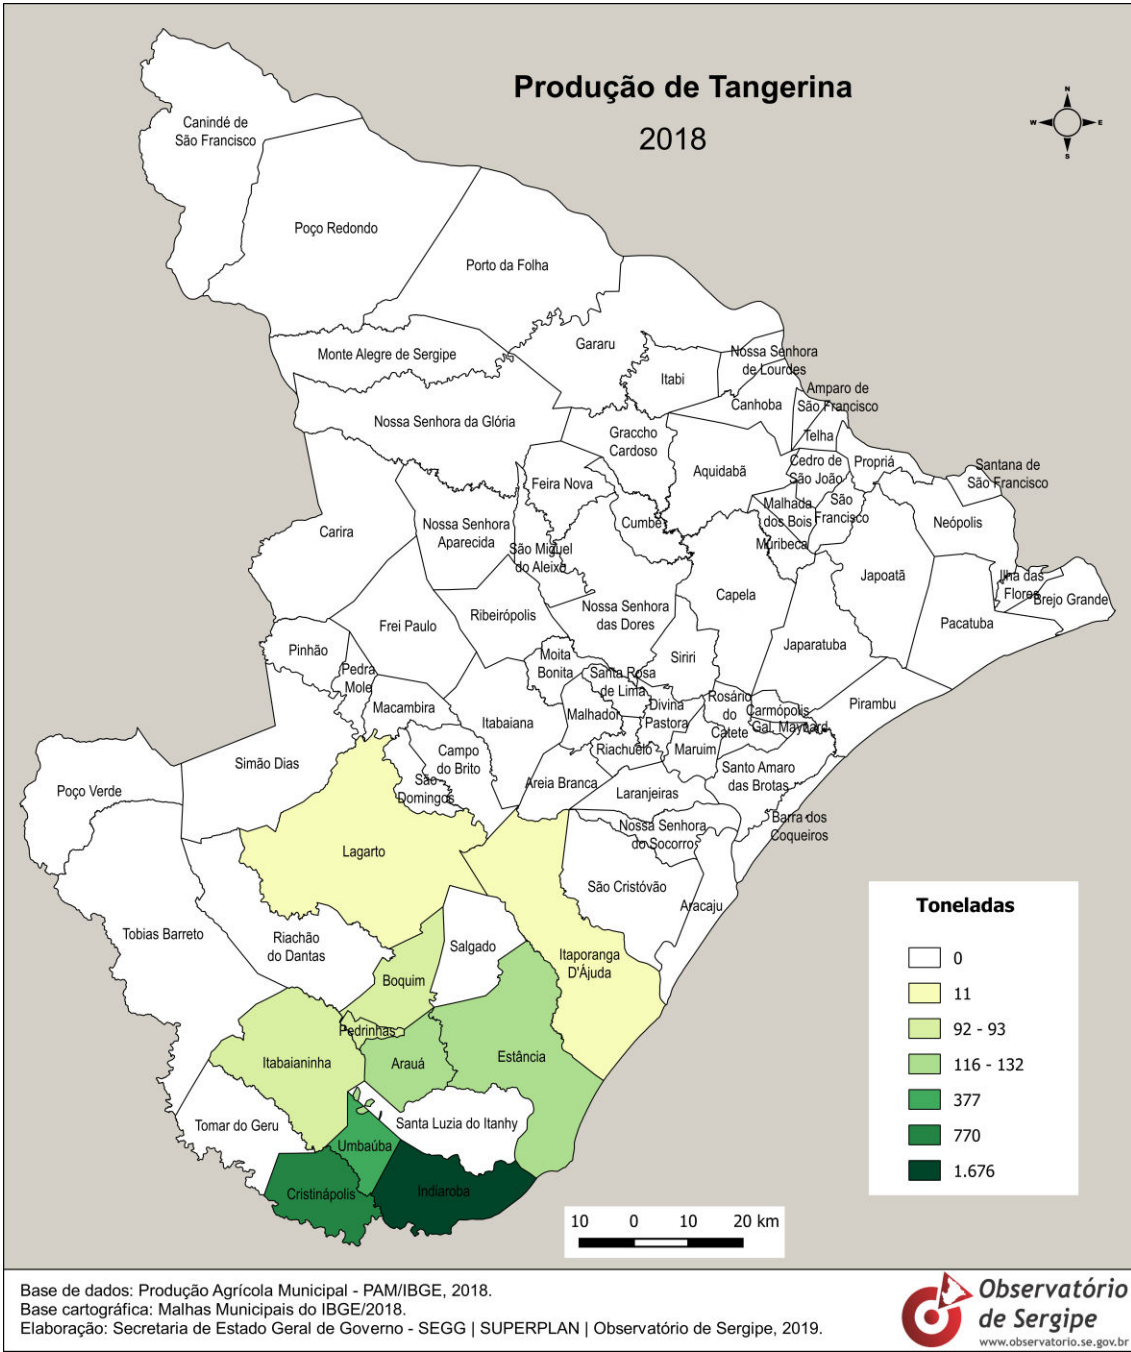 Produção de Tangerina
2018
N
W
E
S
Canindé de
São Francisco
Poço Redondo
Porto da Folha
Monte Alegre de Sergipe
Gararu
Itabi
Nossa Senhora
de Lourdes
Canhoba
Amparo de
São Francisco
Telha
Nossa Senhora da Glória
Graccho
Cardoso
Aquidabã
Cedro de
São João
Propriá
Santana de
São Francisco
Feira Nova
Malhada
dos Bois
São
Francisco
Neópolis
Carira
Nossa Senhora
Aparecida
São Miguel
do Aleixo
Cumbe
Muribeca
Japoatã
Ilha das
Flores
Brejo Grande
Pacatuba
Capela
Nossa Senhora
das Dores
Ribeirópolis
Frei Paulo
Pinhão
Pedra
Mole
Macambira
Moita
Bonita
Santa Rosa
de Lima
Siriri
Japaratuba
Pirambu
Divina
Pastora
Rosário
do
Catete
Carmópolis
Gal. Maynard
Itabaiana
Malhador
Riachuelo
Maruim
Santo Amaro
das Brotas
Simão Dias
Campo
do Brito
São
Domingos
Areia Branca
Laranjeiras
Barra dos
Coqueiros
Poço Verde
Nossa Senhora
do Socorro
Lagarto
São Cristóvão
Aracaju
Tobias Barreto
Riachão
do Dantas
Salgado
Itaporanga
D'Ájuda
Boquim
Pedrinhas
Itabaianinha
Arauá
Estância
Tomar do Geru
Santa Luzia do Itanhy
Umbaúba
Cristinápolis
Indiaroba
Toneladas
0
11
92 - 93
116 - 132
377
770
1.676
10 0 10 20 km
Base de dados: Produção Agrícola Municipal - PAM/IBGE, 2018.
Base cartográfica: Malhas Municipais do IBGE/2018.
Elaboração: Secretaria de Estado Geral de Governo - SEGG | SUPERPLAN | Observatório de Sergipe, 2019.
Observatório
de Sergipe
www.observatorio.se.gov.br